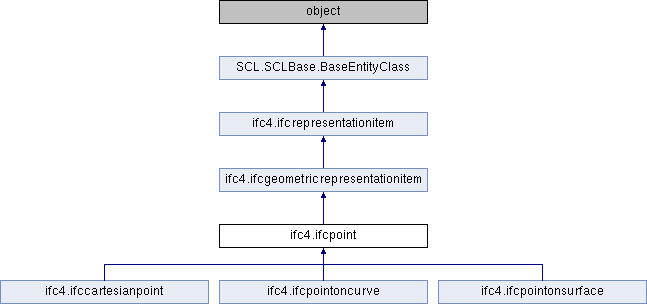 object
SCL.SCLBase.BaseEntityClass
ifc4.ifcrepresentationitem
ifc4.ifcgeometricrepresentationitem
ifc4.ifcpoint
ifc4.ifccartesianpoint
ifc4.ifcpointoncurve
ifc4.ifcpointonsurface